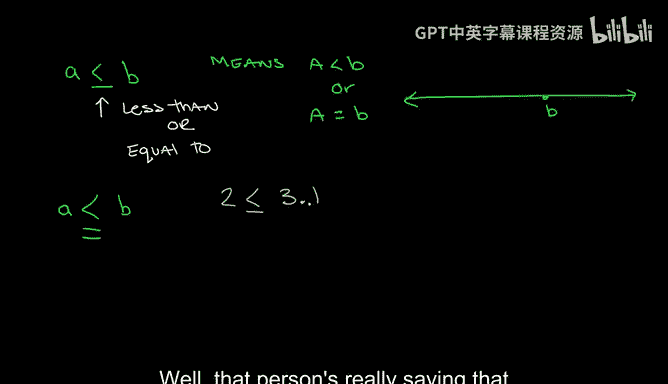 GPT中英字幕课程资源 bilibili
a ≤ b MEANS A < b
or
A = b
b
↑ Less than
OR
Equal to
a ≦ b
2 ≤ 3..1
Well, that person's really saying that